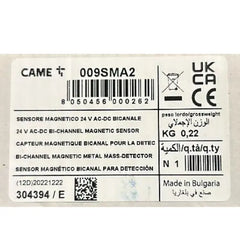 CAME 009SMA2
UK
CA
CE
8 050456 000262
peso lordo/grossweight
الوزن الإجمالي
KG 0,22
SENSORE MAGNETICO 24 V AC-DC BICANALE
24 V AC-DC BI-CHANNEL MAGNETIC SENSOR
CAPTEUR MAGNETIQUE BICANAL POUR LA DETEC
BI-CHANNEL MAGNETIC METAL MASS-DETECTOR
SENSOR MAGNÉTICO BICANAL PARA DETECCIÓN
q.tà/q.ty/الكمية
N 1
(12D)20221222
304394 / E
Made in Bulgaria
صنع في بلغاريا